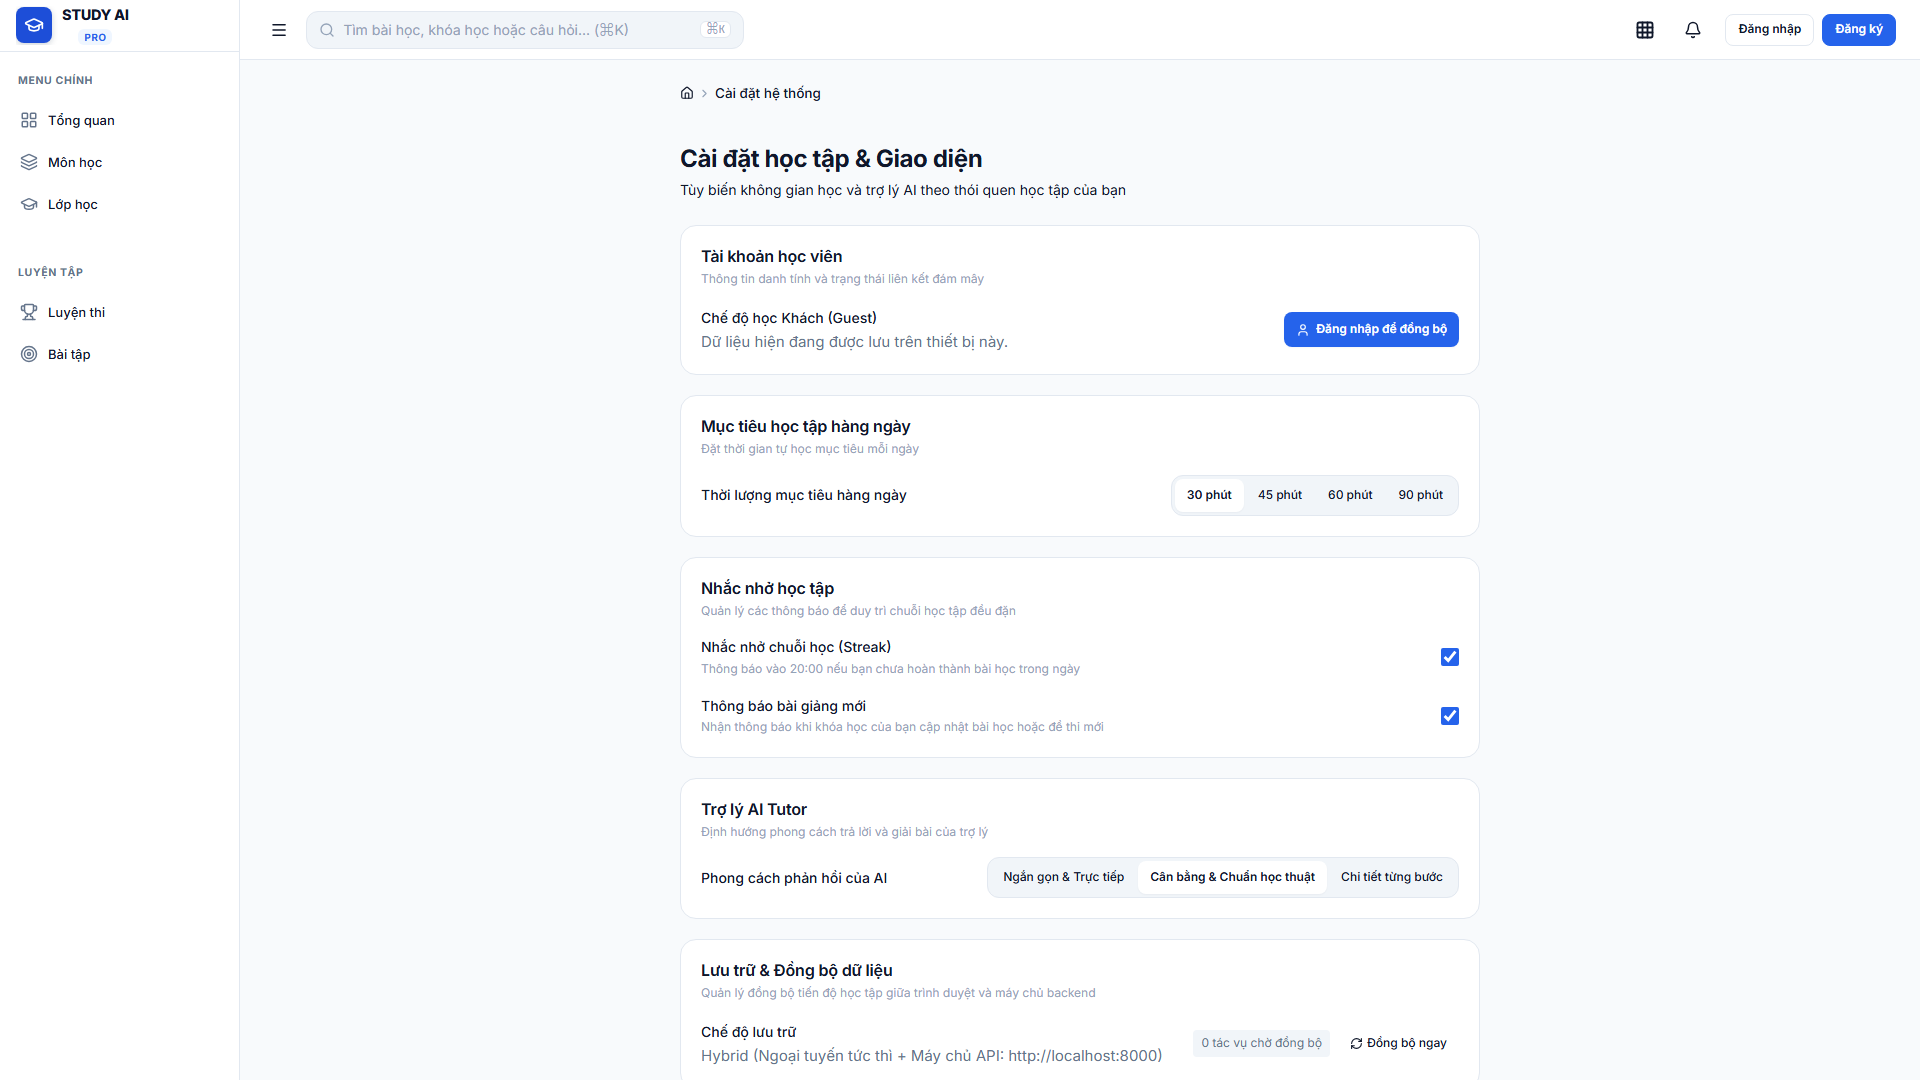 STUDY AI
PRO
Tìm bài học, khóa học hoặc câu hỏi... (⌘K)
⌘K
Đăng nhập
Đăng ký
MENU CHÍNH
Tổng quan
Môn học
Lớp học
LUYỆN TẬP
Luyện thi
Bài tập
Cài đặt hệ thống
Cài đặt học tập & Giao diện
Tùy biến không gian học và trợ lý AI theo thói quen học tập của bạn
Tài khoản học viên
Thông tin danh tính và trạng thái liên kết đám mây
Chế độ học Khách (Guest)
Dữ liệu hiện đang được lưu trên thiết bị này.
Đăng nhập để đồng bộ
Mục tiêu học tập hàng ngày
Đặt thời gian tự học mục tiêu mỗi ngày
Thời lượng mục tiêu hàng ngày
30 phút
45 phút
60 phút
90 phút
Nhắc nhở học tập
Quản lý các thông báo để duy trì chuỗi học tập đều đặn
Nhắc nhở chuỗi học (Streak)
Thông báo vào 20:00 nếu bạn chưa hoàn thành bài học trong ngày
Thông báo bài giảng mới
Nhận thông báo khi khóa học của bạn cập nhật bài học hoặc đề thi mới
Trợ lý AI Tutor
Định hướng phong cách trả lời và giải bài của trợ lý
Phong cách phản hồi của AI
Ngắn gọn & Trực tiếp
Cân bằng & Chuẩn học thuật
Chi tiết từng bước
Lưu trữ & Đồng bộ dữ liệu
Quản lý đồng bộ tiến độ học tập giữa trình duyệt và máy chủ backend
Chế độ lưu trữ
Hybrid (Ngoại tuyến tức thì + Máy chủ API: http://localhost:8000)
0 tác vụ chờ đồng bộ
Đồng bộ ngay